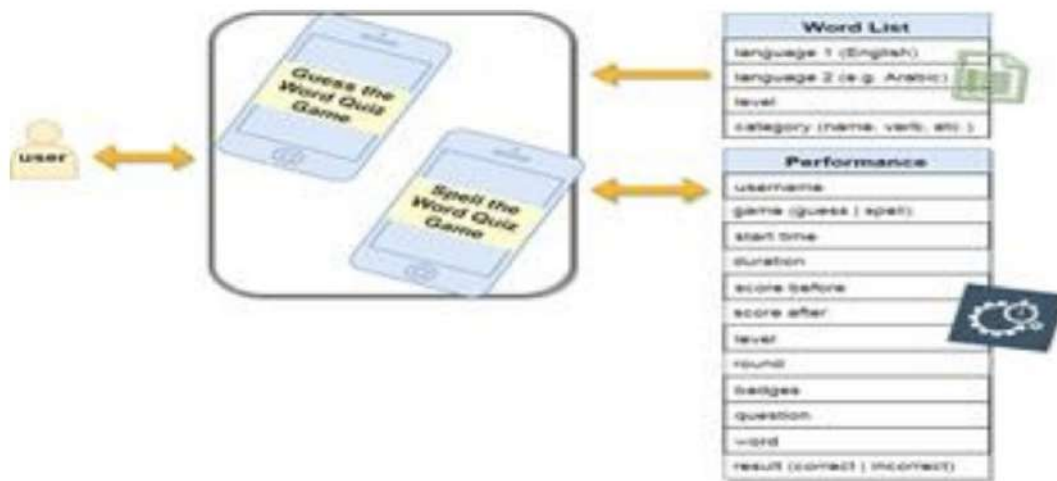 user
Guess the
Word Quiz
Game
Spell the
Word Quiz
Game
Word List
language 1 (English)
language 2 (e.g. Arabic)
level
category (name, verb, etc.)
Performance
username
game (guess | spell)
start time
duration
score before
score after
level
round
badges
question
word
result (correct | incorrect)